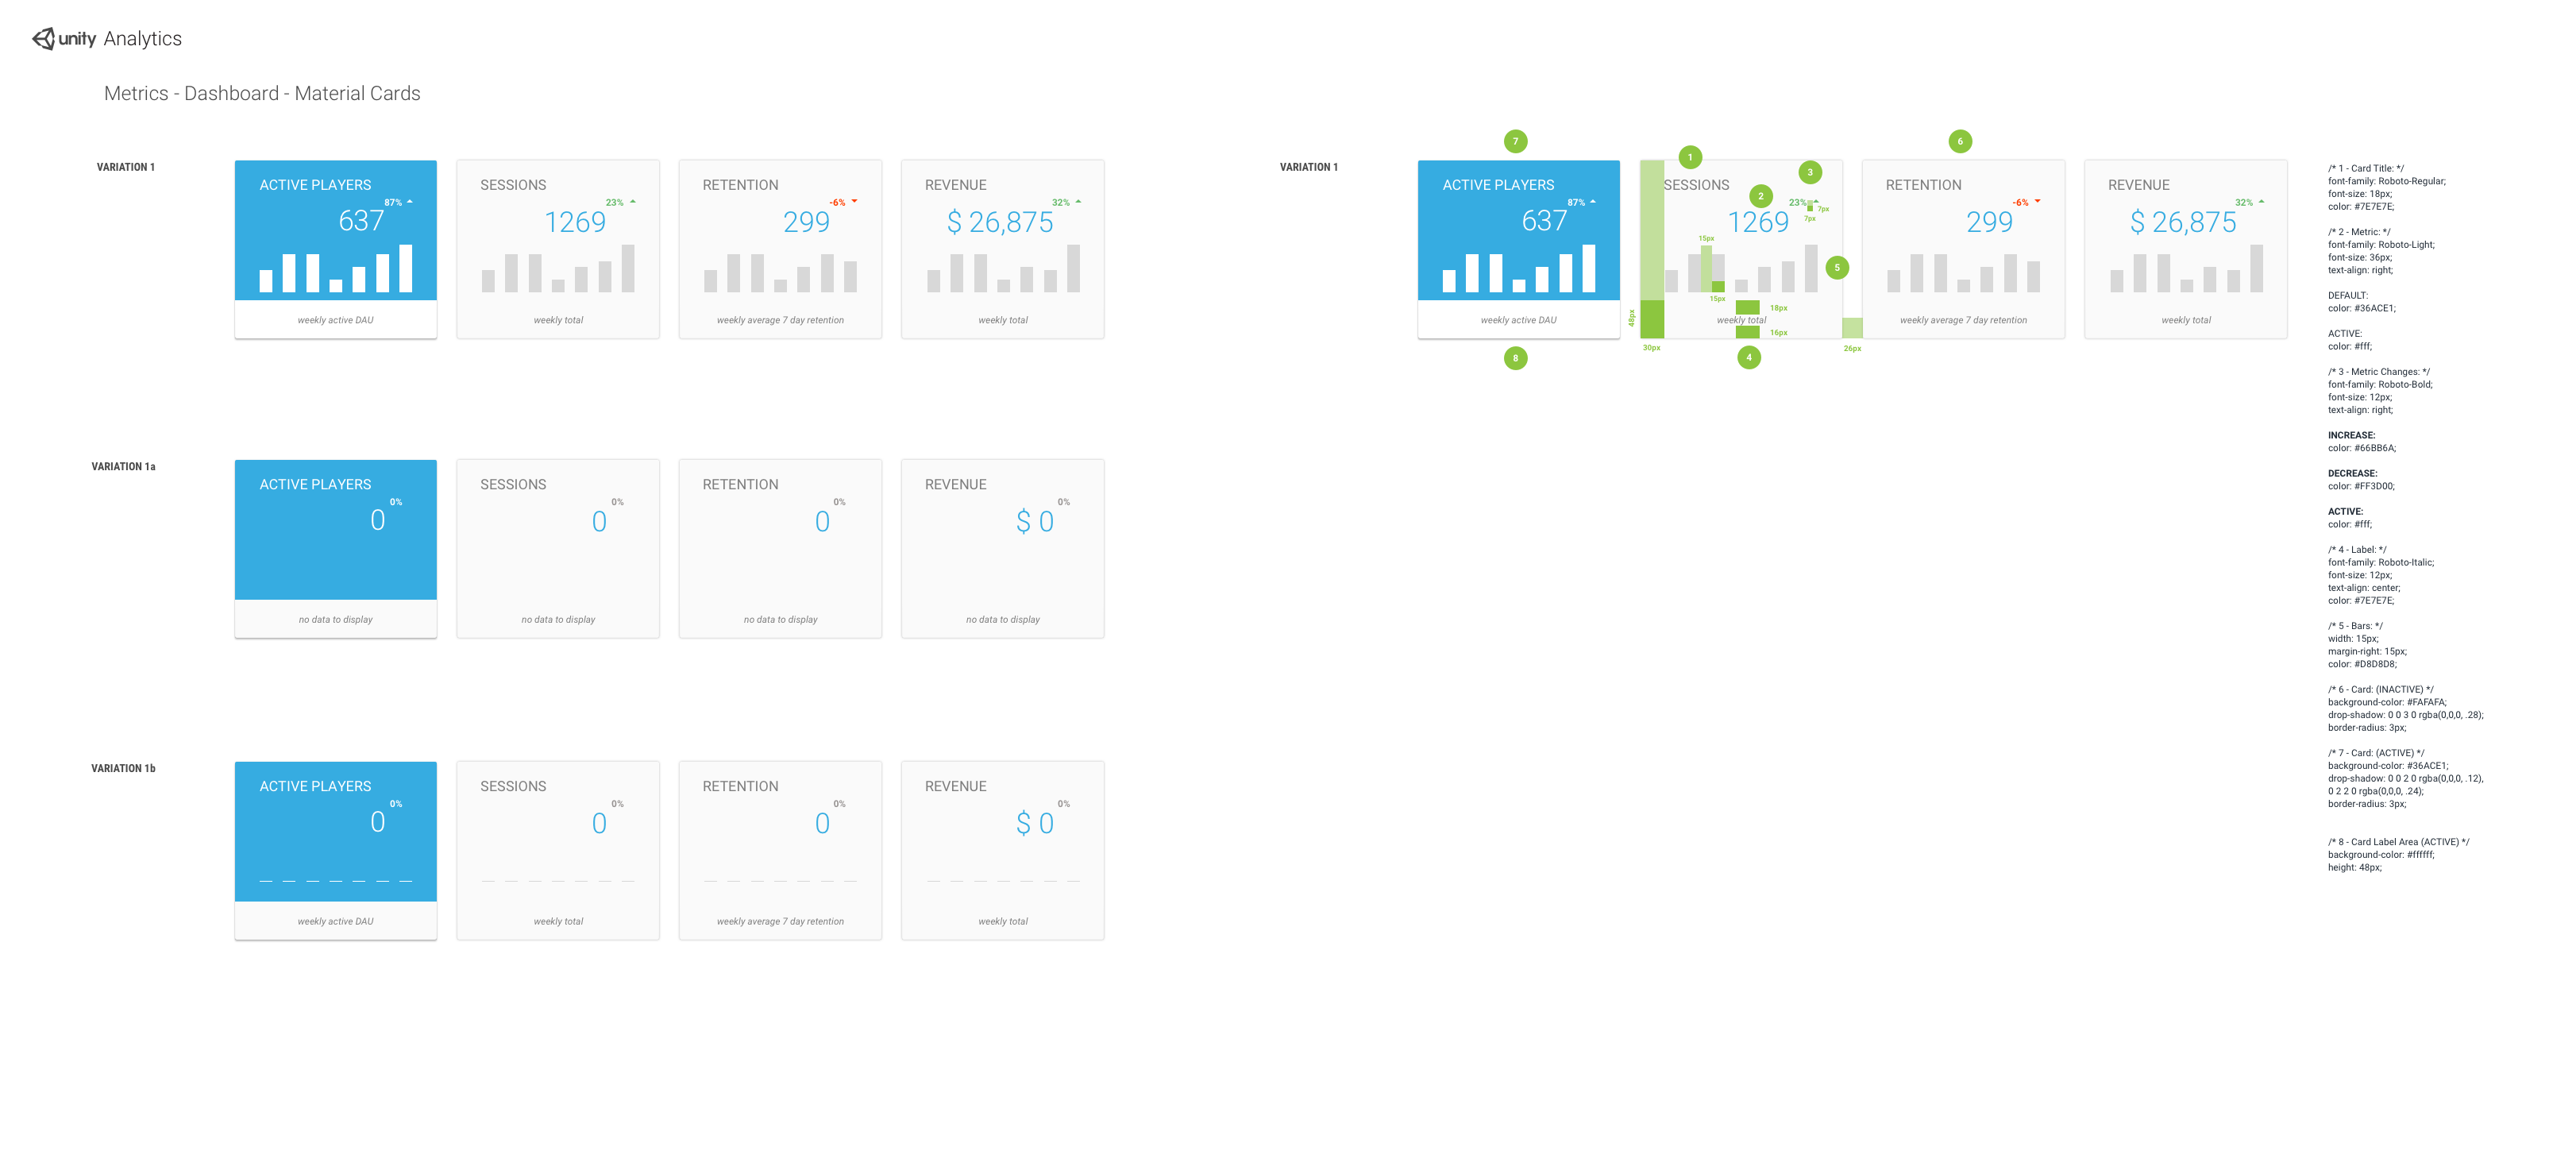 unity Analytics
Metrics - Dashboard - Material Cards
VARIATION 1
ACTIVE PLAYERS
87%
637
weekly active DAU
SESSIONS
23%
1269
weekly total
RETENTION
-6%
299
weekly average 7 day retention
REVENUE
32%
$ 26,875
weekly total
VARIATION 1a
ACTIVE PLAYERS
0%
0
no data to display
SESSIONS
0%
0
no data to display
RETENTION
0%
0
no data to display
REVENUE
0%
$ 0
no data to display
VARIATION 1b
ACTIVE PLAYERS
0%
0
weekly active DAU
SESSIONS
0%
0
weekly total
RETENTION
0%
0
weekly average 7 day retention
REVENUE
0%
$ 0
weekly total
VARIATION 1
7
ACTIVE PLAYERS
87%
637
weekly active DAU
8
1
3
SESSIONS
2
23%
7px
7px
1269
15px
5
15px
18px
48px
weekly total
16px
30px
4
26px
6
RETENTION
-6%
299
weekly average 7 day retention
REVENUE
32%
$ 26,875
weekly total
/* 1 - Card Title: */
font-family: Roboto-Regular;
font-size: 18px;
color: #7E7E7E;
/* 2 - Metric: */
font-family: Roboto-Light;
font-size: 36px;
text-align: right;
DEFAULT:
color: #36ACE1;
ACTIVE:
color: #fff;
/* 3 - Metric Changes: */
font-family: Roboto-Bold;
font-size: 12px;
text-align: right;
INCREASE:
color: #66BB6A;
DECREASE:
color: #FF3D00;
ACTIVE:
color: #fff;
/* 4 - Label: */
font-family: Roboto-Italic;
font-size: 12px;
text-align: center;
color: #7E7E7E;
/* 5 - Bars: */
width: 15px;
margin-right: 15px;
color: #D8D8D8;
/* 6 - Card: (INACTIVE) */
background-color: #FAFAFA;
drop-shadow: 0 0 3 0 rgba(0,0,0, .28);
border-radius: 3px;
/* 7 - Card: (ACTIVE) */
background-color: #36ACE1;
drop-shadow: 0 0 2 0 rgba(0,0,0, .12),
0 2 2 0 rgba(0,0,0, .24);
border-radius: 3px;
/* 8 - Card Label Area (ACTIVE) */
background-color: #ffffff;
height: 48px;